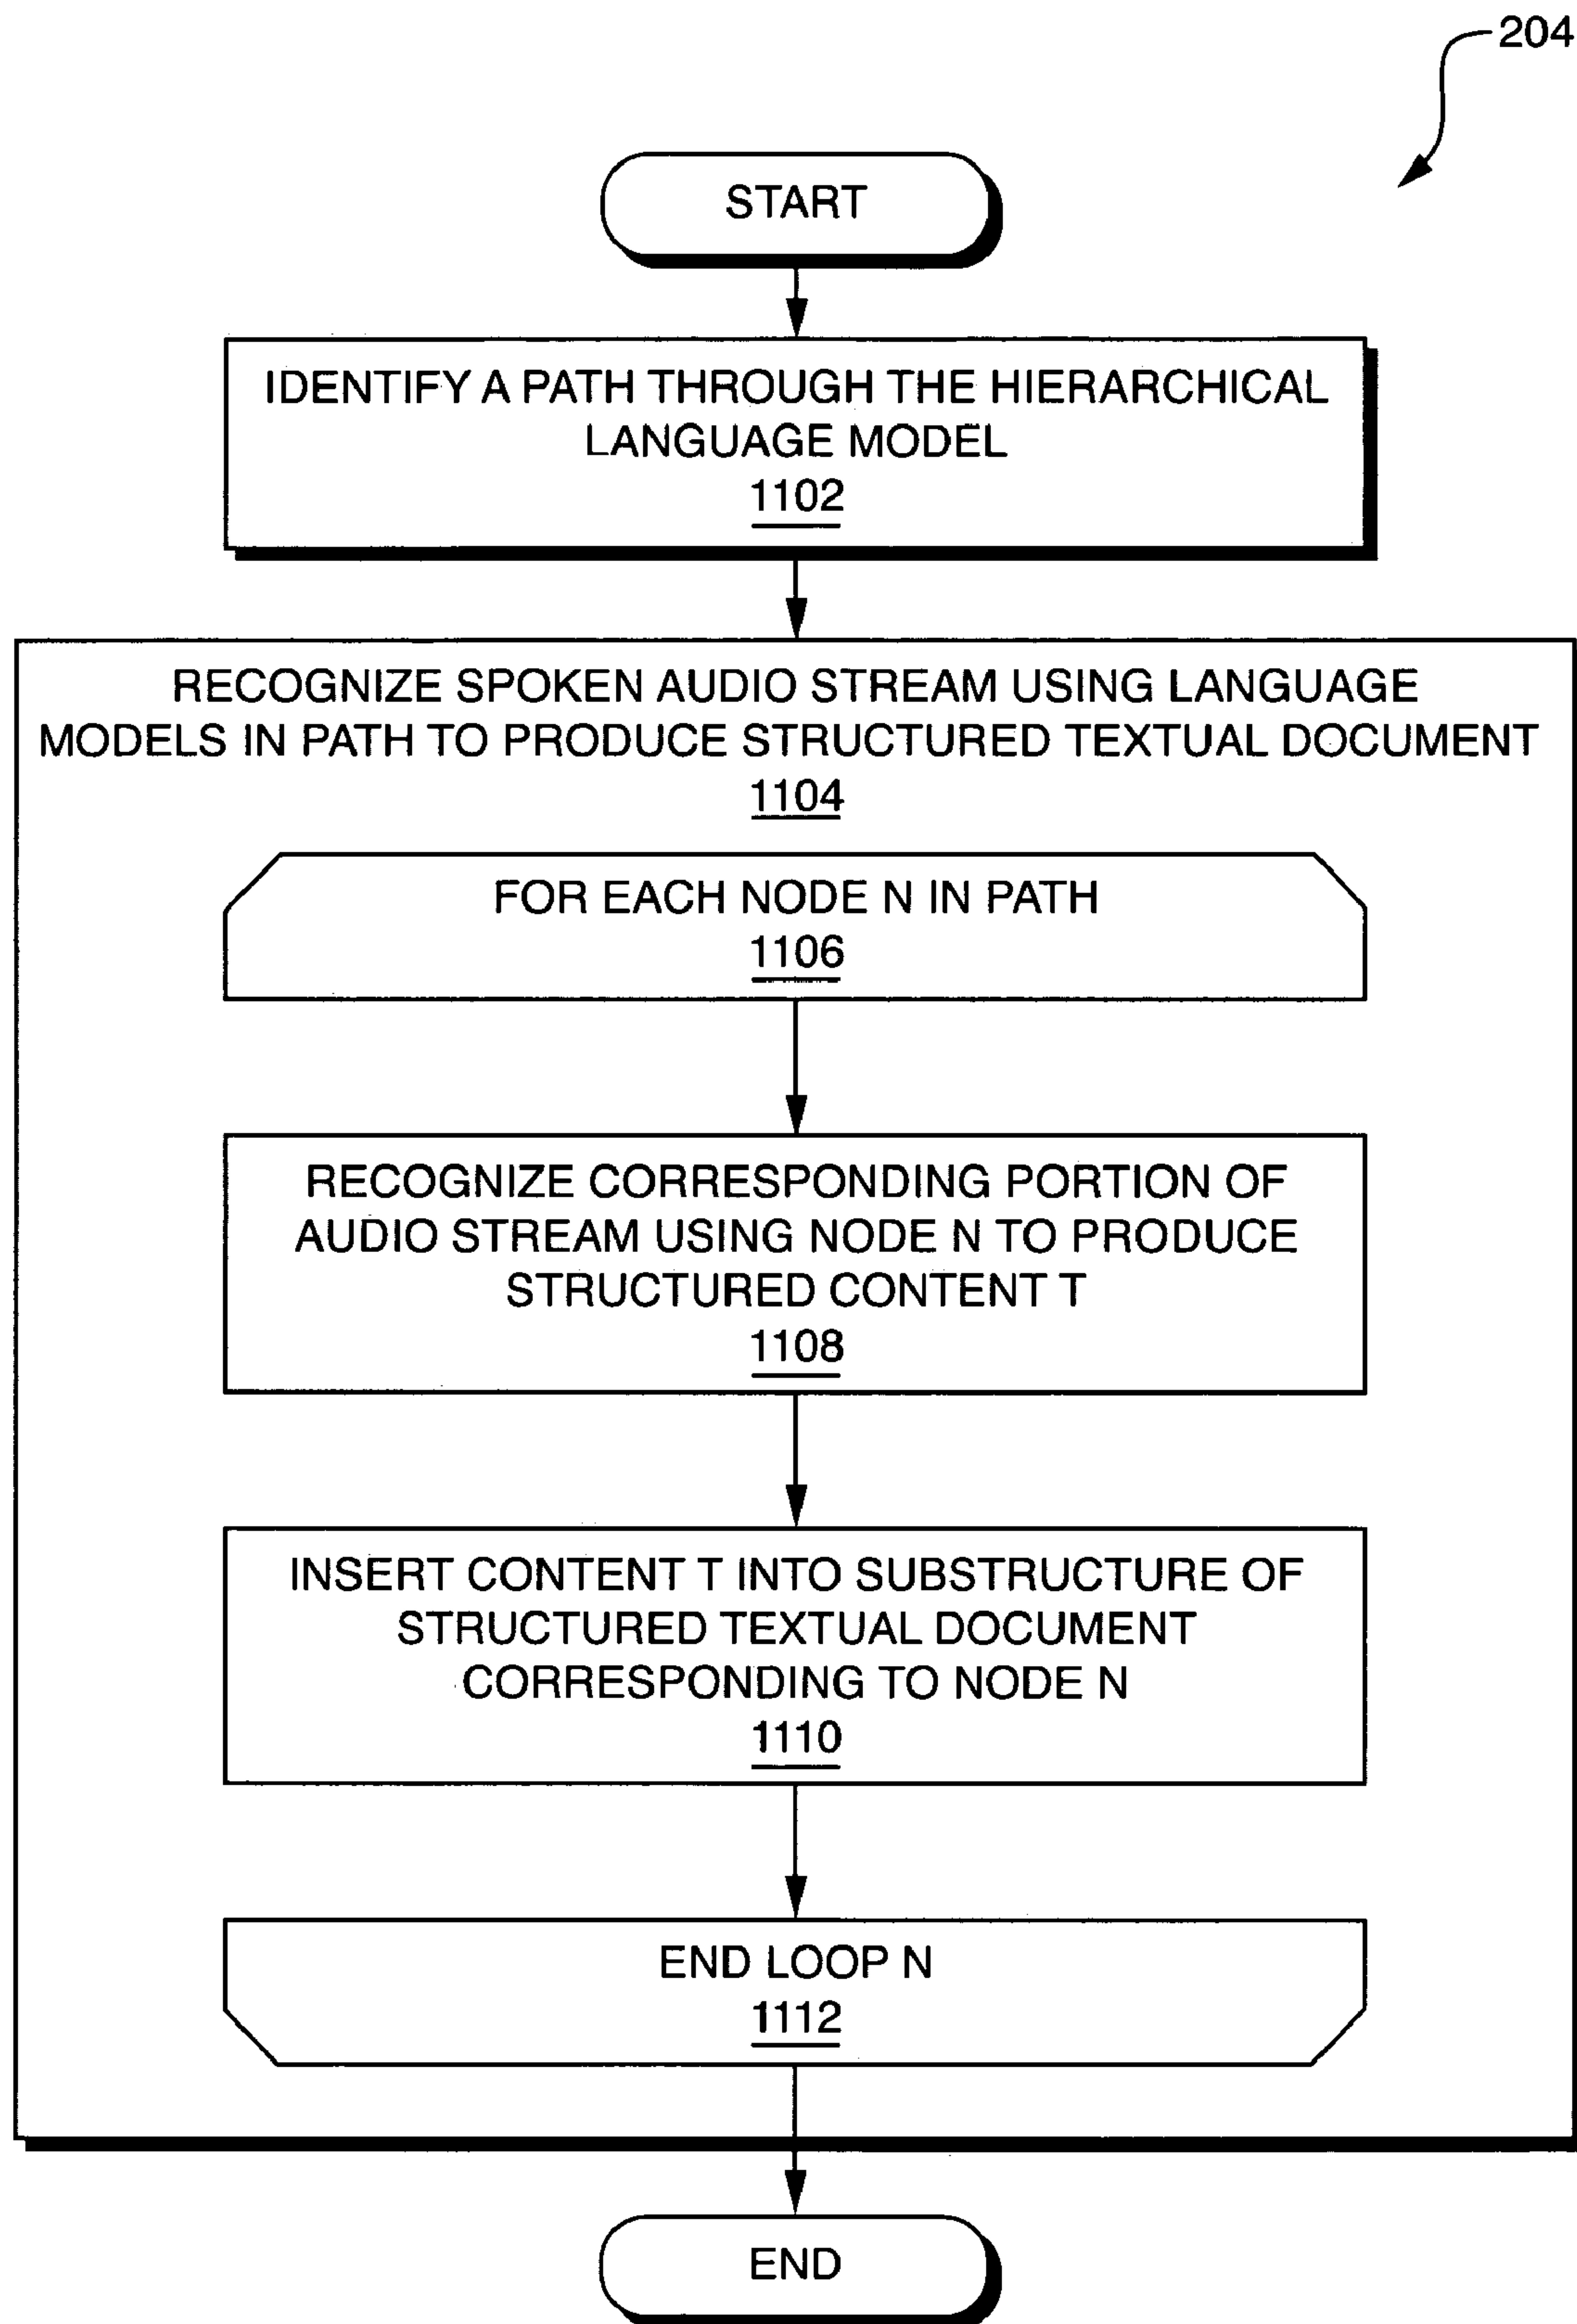 204
START
IDENTIFY A PATH THROUGH THE HIERARCHICAL
LANGUAGE MODEL
1102
RECOGNIZE SPOKEN AUDIO STREAM USING LANGUAGE
MODELS IN PATH TO PRODUCE STRUCTURED TEXTUAL DOCUMENT
1104
FOR EACH NODE N IN PATH
1106
RECOGNIZE CORRESPONDING PORTION OF
AUDIO STREAM USING NODE N TO PRODUCE
STRUCTURED CONTENT T
1108
INSERT CONTENT T INTO SUBSTRUCTURE OF
STRUCTURED TEXTUAL DOCUMENT
CORRESPONDING TO NODE N
1110
END LOOP N
1112
END